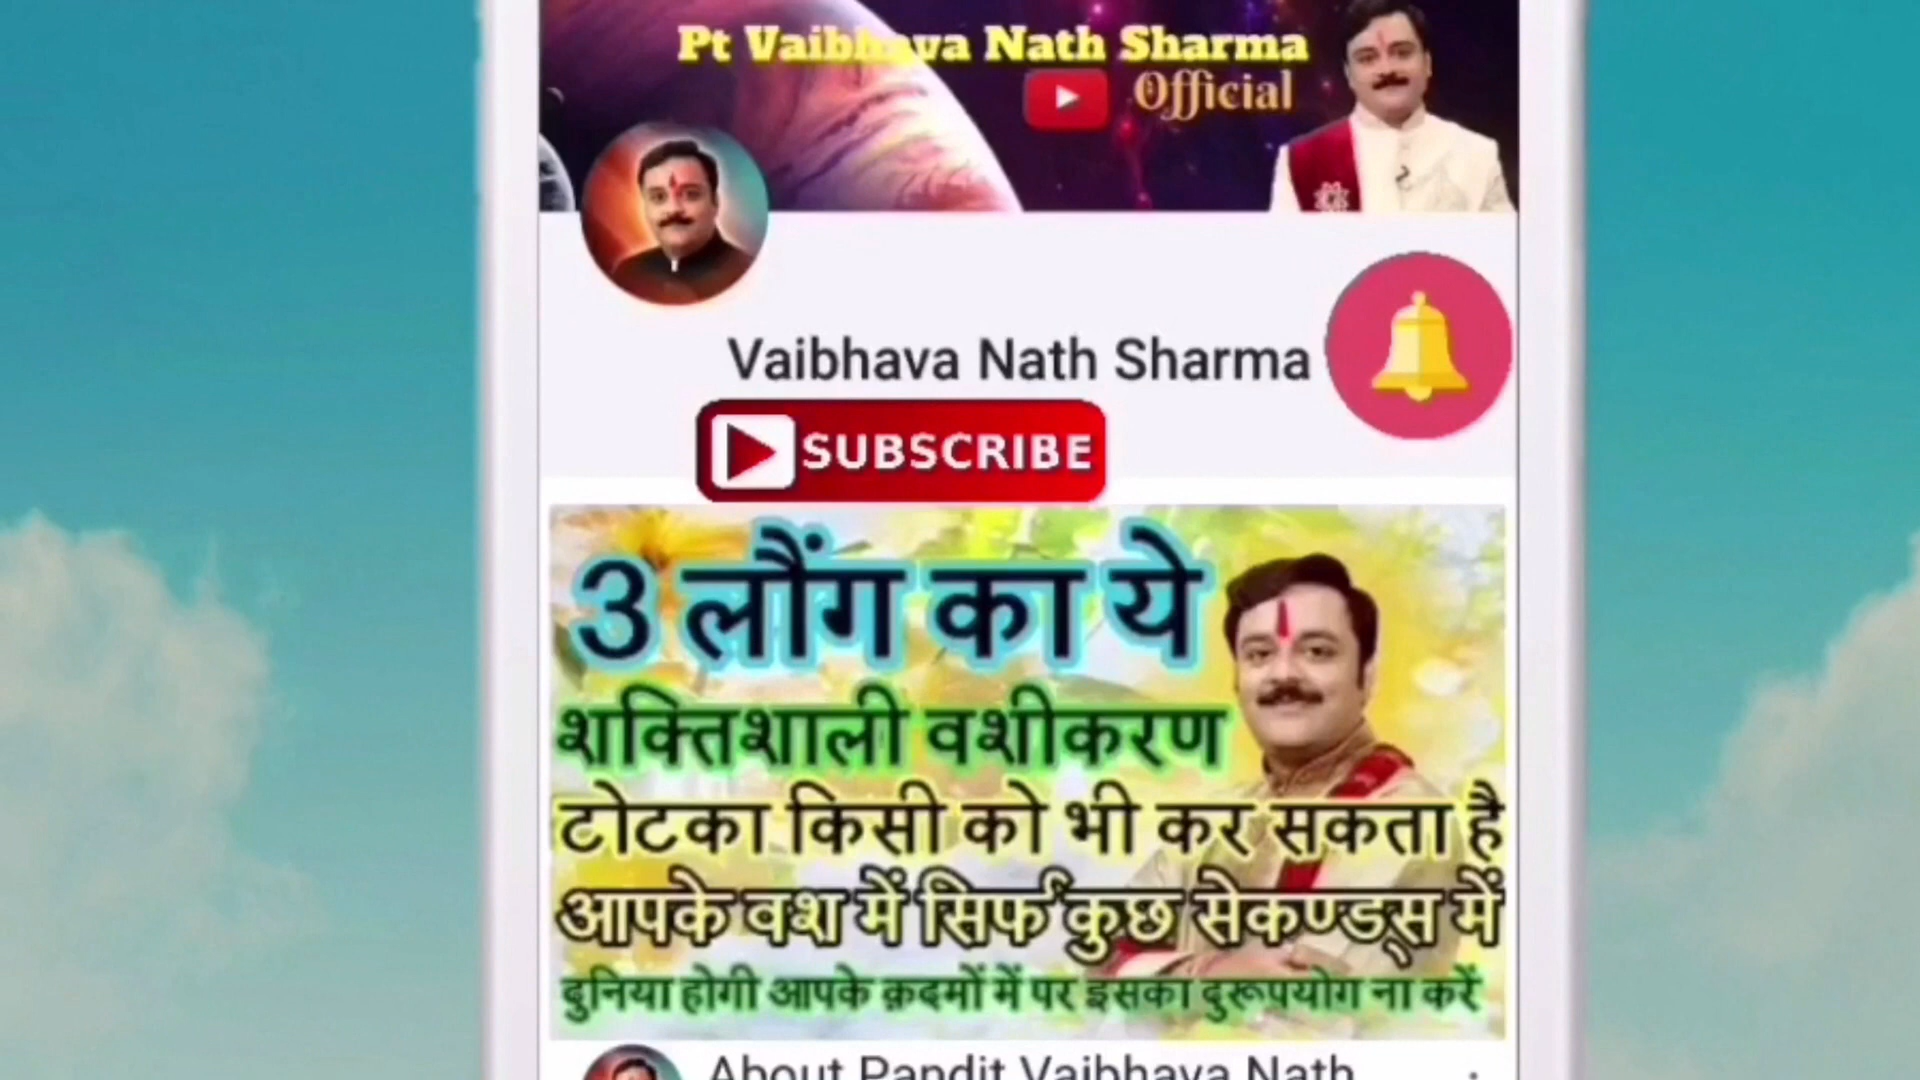 Pt Vaibhava Nath Sharma
Official
Vaibhava Nath Sharma
SUBSCRIBE
3 लौंग का ये
शक्तिशाली वशीकरण
टोटका किसी को भी कर सकता है
आपके वश में सिर्फ कुछ सेकण्ड्स में
दुनिया होगी आपके क़दमों में पर इसका दुरूपयोग ना करें
About Pandit Vaibhava Nath